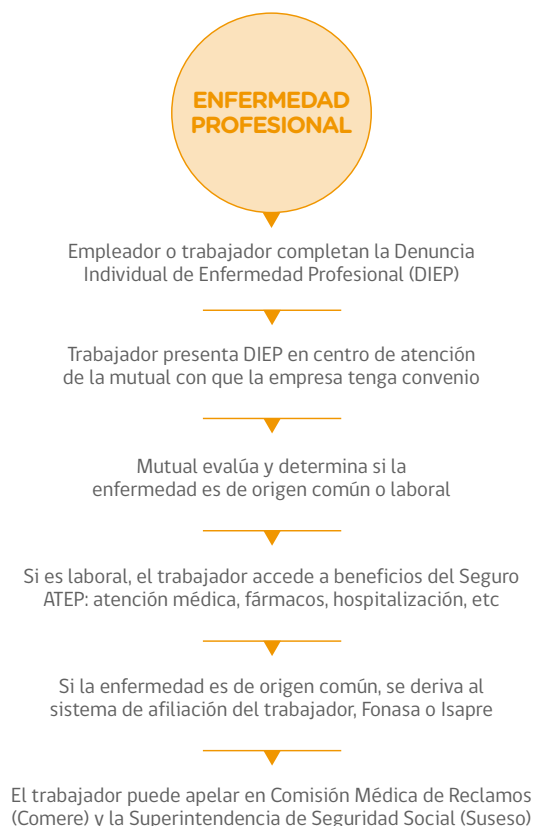 ENFERMEDAD
PROFESIONAL
Empleador o trabajador completan la Denuncia
Individual de Enfermedad Profesional (DIEP)
Trabajador presenta DIEP en centro de atención
de la mutual con que la empresa tenga convenio
Mutual evalúa y determina si la
enfermedad es de origen común o laboral
Si es laboral, el trabajador accede a beneficios del Seguro
ATEP: atención médica, fármacos, hospitalización, etc
Si la enfermedad es de origen común, se deriva al
sistema de afiliación del trabajador, Fonasa o Isapre
El trabajador puede apelar en Comisión Médica de Reclamos
(Comere) y la Superintendencia de Seguridad Social (Suseso)